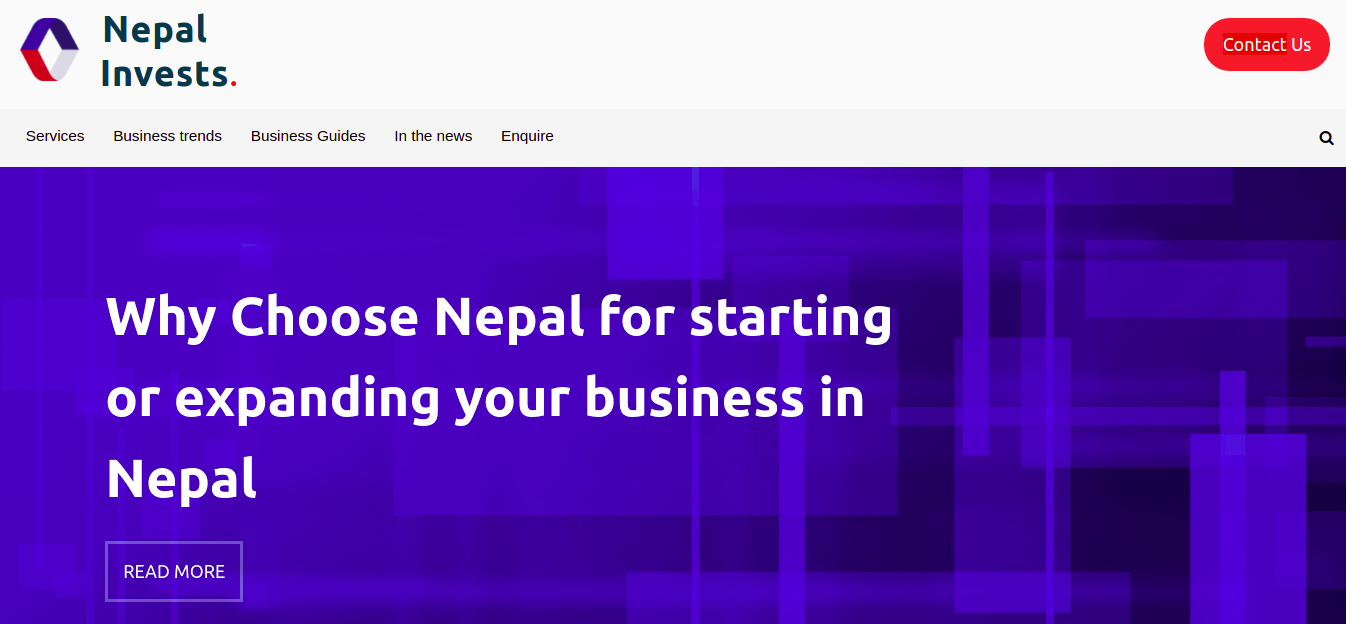 Nepal
Invests.
Contact Us
Services Business trends Business Guides In the news Enquire
Why Choose Nepal for starting
or expanding your business in
Nepal
READ MORE